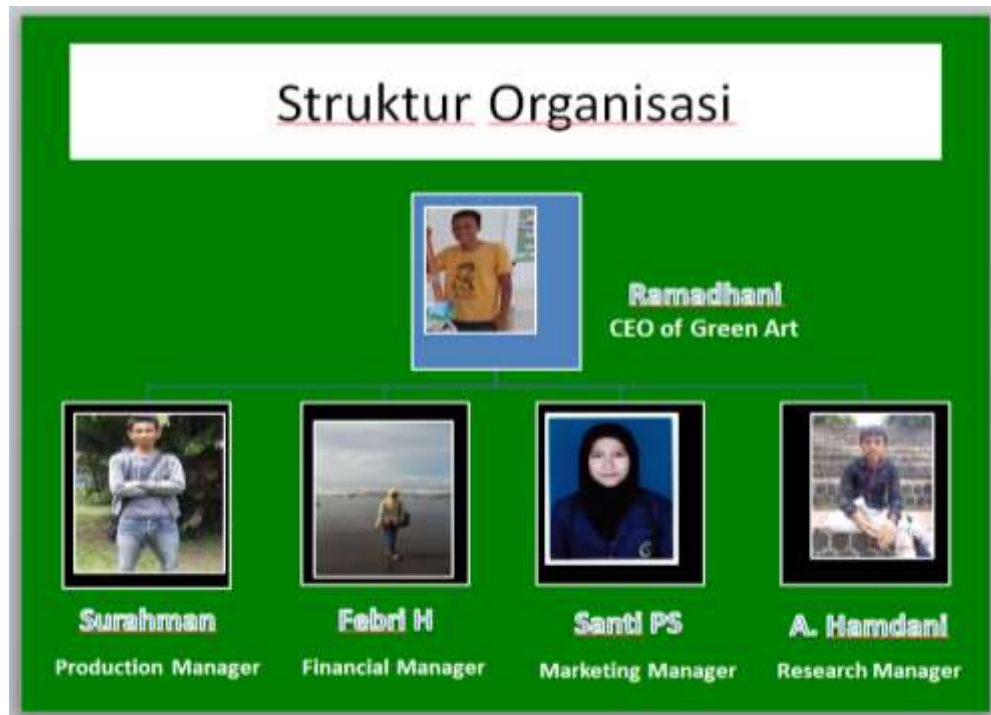 Struktur Organisasi
Ramadhani
CEO of Green Art
Surahman
Production Manager
Febri H
Financial Manager
Santi PS
Marketing Manager
A. Hamdani
Research Manager